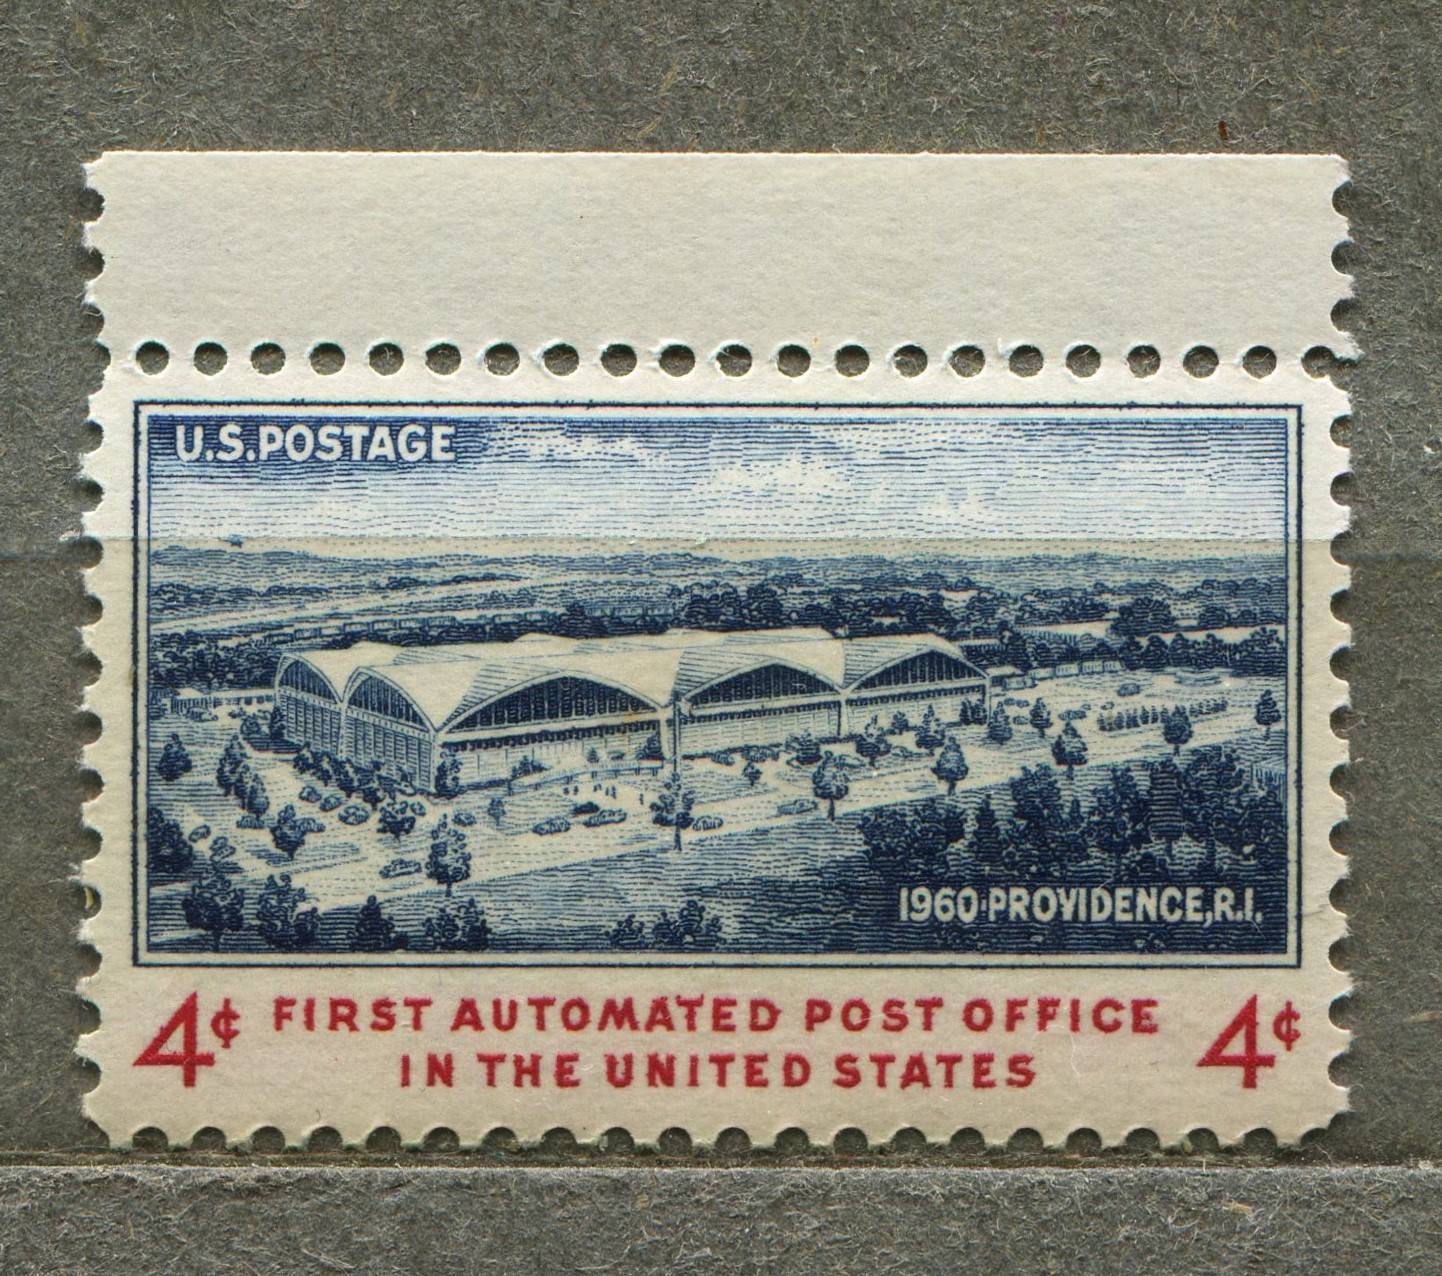 U.S.POSTAGE
1960·PROVIDENCE,R.I.
4¢ FIRST AUTOMATED POST OFFICE 4¢
IN THE UNITED STATES